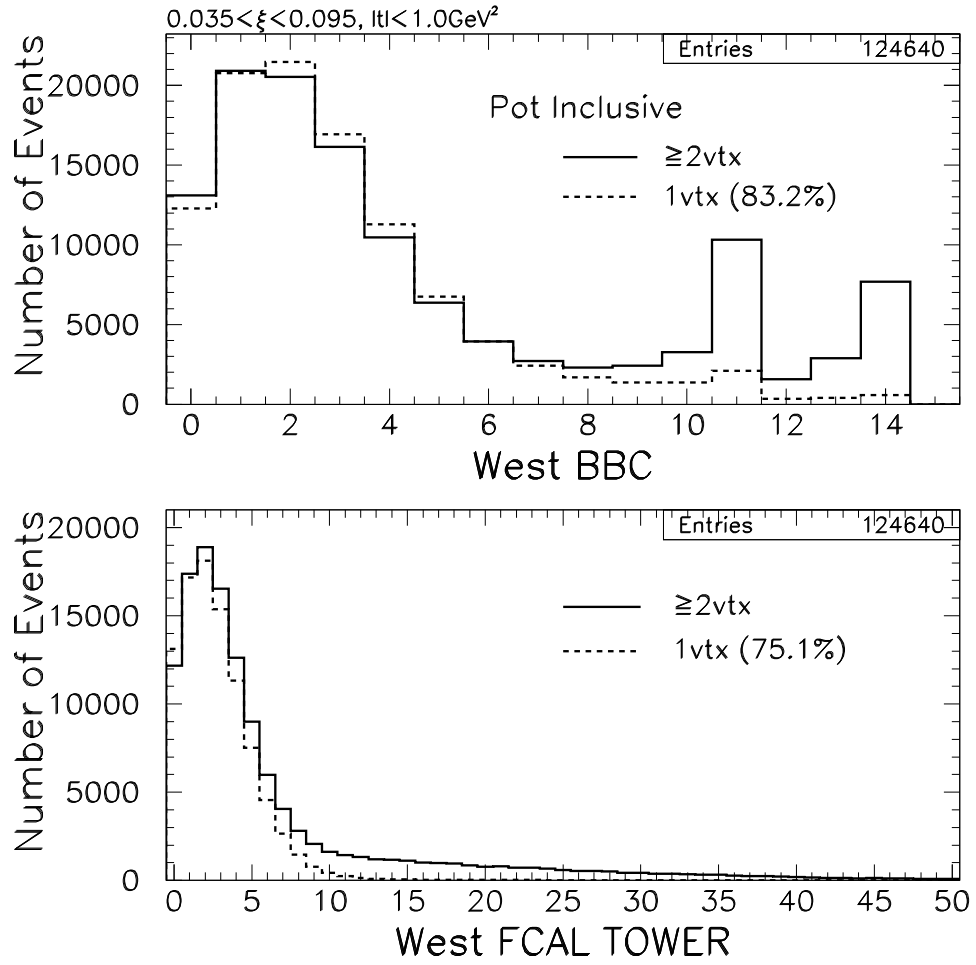 0.035<ξ<0.095, |t|<1.0GeV²
Entries 124640
Pot Inclusive
≧2vtx
1vtx (83.2%)
Number of Events
20000
15000
10000
5000
0
0 2 4 6 8 10 12 14
West BBC
Entries 124640
≧2vtx
1vtx (75.1%)
Number of Events
20000
15000
10000
5000
0
0 5 10 15 20 25 30 35 40 45 50
West FCAL TOWER